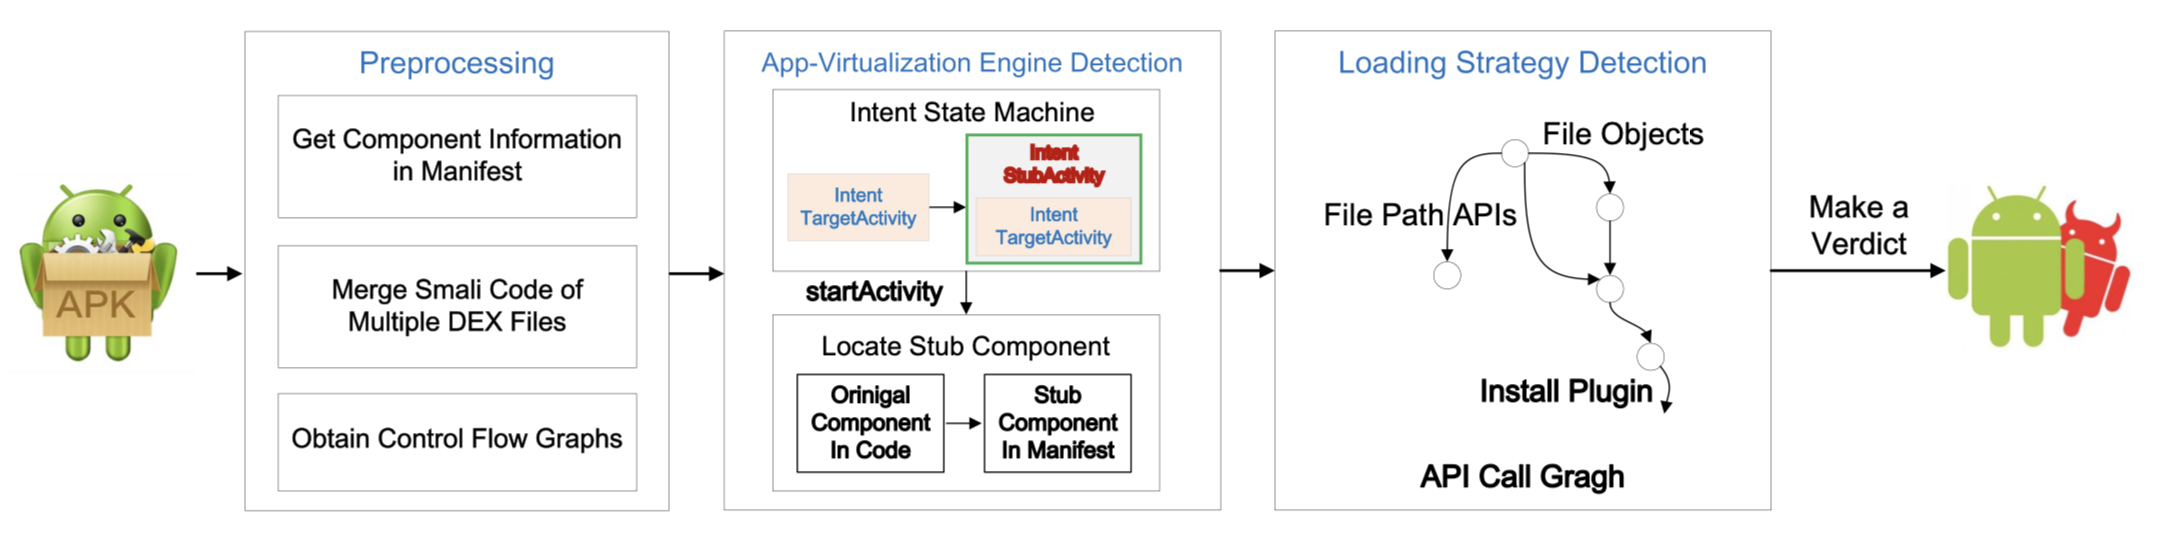 APK
Preprocessing
Get Component Information
in Manifest
Merge Smali Code of
Multiple DEX Files
Obtain Control Flow Graphs
App-Virtualization Engine Detection
Intent State Machine
Intent
TargetActivity
Intent
StubActivity
Intent
TargetActivity
startActivity
Locate Stub Component
Orinigal
Component
In Code
Stub
Component
In Manifest
Loading Strategy Detection
File Objects
File Path APIs
Install Plugin
API Call Gragh
Make a
Verdict